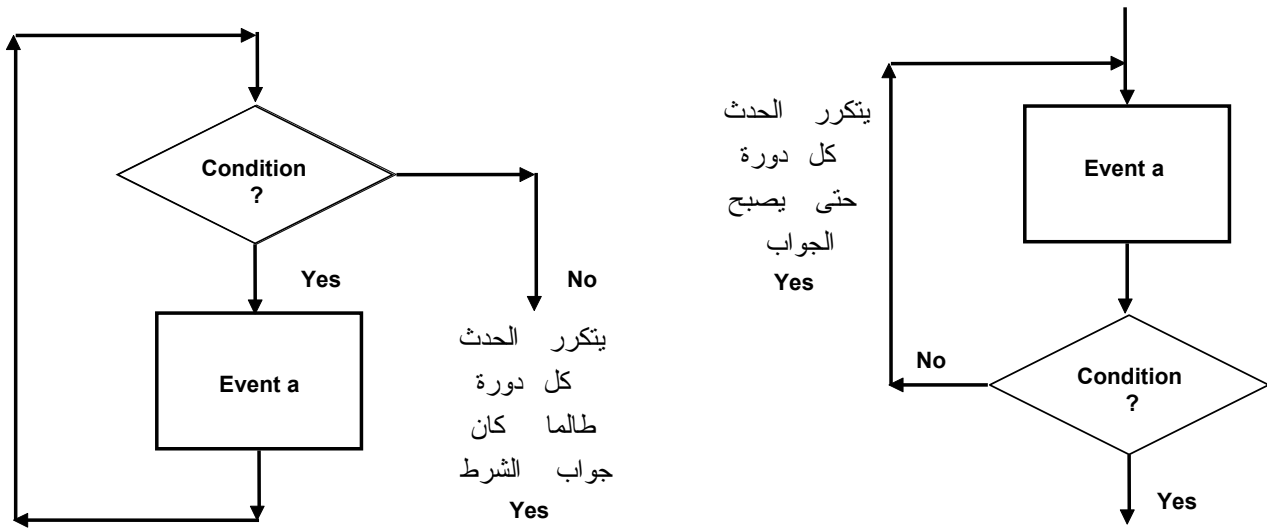 Condition
?
Yes
No
Event a
يتكرر الحدث
كل دورة
طالما كان
جواب الشرط
Yes
يتكرر الحدث
كل دورة
حتى يصبح
الجواب
Yes
Event a
No
Condition
?
Yes